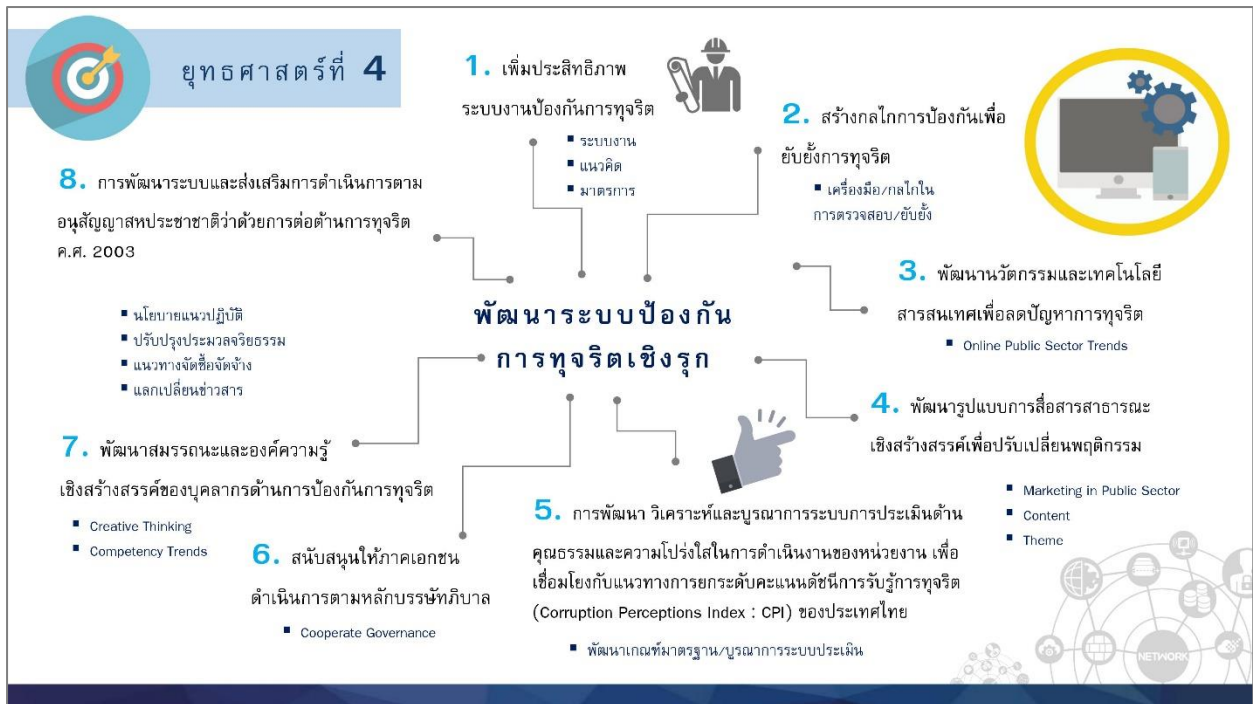 ยุทธศาสตร์ที่ 4
1. เพิ่มประสิทธิภาพ
ระบบงานป้องกันการทุจริต
▪ ระบบงาน
▪ แนวคิด
▪ มาตรการ
2. สร้างกลไกการป้องกันเพื่อ
ยับยั้งการทุจริต
▪ เครื่องมือ/กลไกใน
การตรวจสอบ/ยับยั้ง
3. พัฒนานวัตกรรมและเทคโนโลยี
สารสนเทศเพื่อลดปัญหาการทุจริต
▪ Online Public Sector Trends
4. พัฒนารูปแบบการสื่อสารสาธารณะ
เชิงสร้างสรรค์เพื่อปรับเปลี่ยนพฤติกรรม
▪ Marketing in Public Sector
▪ Content
▪ Theme
5. การพัฒนา วิเคราะห์และบูรณาการระบบการประเมินด้าน
คุณธรรมและความโปร่งใสในการดำเนินงานของหน่วยงาน เพื่อ
เชื่อมโยงกับแนวทางการยกระดับคะแนนดัชนีการรับรู้การทุจริต
(Corruption Perceptions Index : CPI) ของประเทศไทย
▪ พัฒนาเกณฑ์มาตรฐาน/บูรณาการระบบประเมิน
6. สนับสนุนให้ภาคเอกชน
ดำเนินการตามหลักบรรษัทภิบาล
▪ Cooperate Governance
7. พัฒนาสมรรถนะและองค์ความรู้
เชิงสร้างสรรค์ของบุคลากรด้านการป้องกันการทุจริต
▪ Creative Thinking
▪ Competency Trends
8. การพัฒนาระบบและส่งเสริมการดำเนินการตาม
อนุสัญญาสหประชาชาติว่าด้วยการต่อต้านการทุจริต
ค.ศ. 2003
▪ นโยบายแนวปฏิบัติ
▪ ปรับปรุงประมวลจริยธรรม
▪ แนวทางจัดซื้อจัดจ้าง
▪ แลกเปลี่ยนข่าวสาร
พัฒนาระบบป้องกัน
การทุจริตเชิงรุก
NETWORK